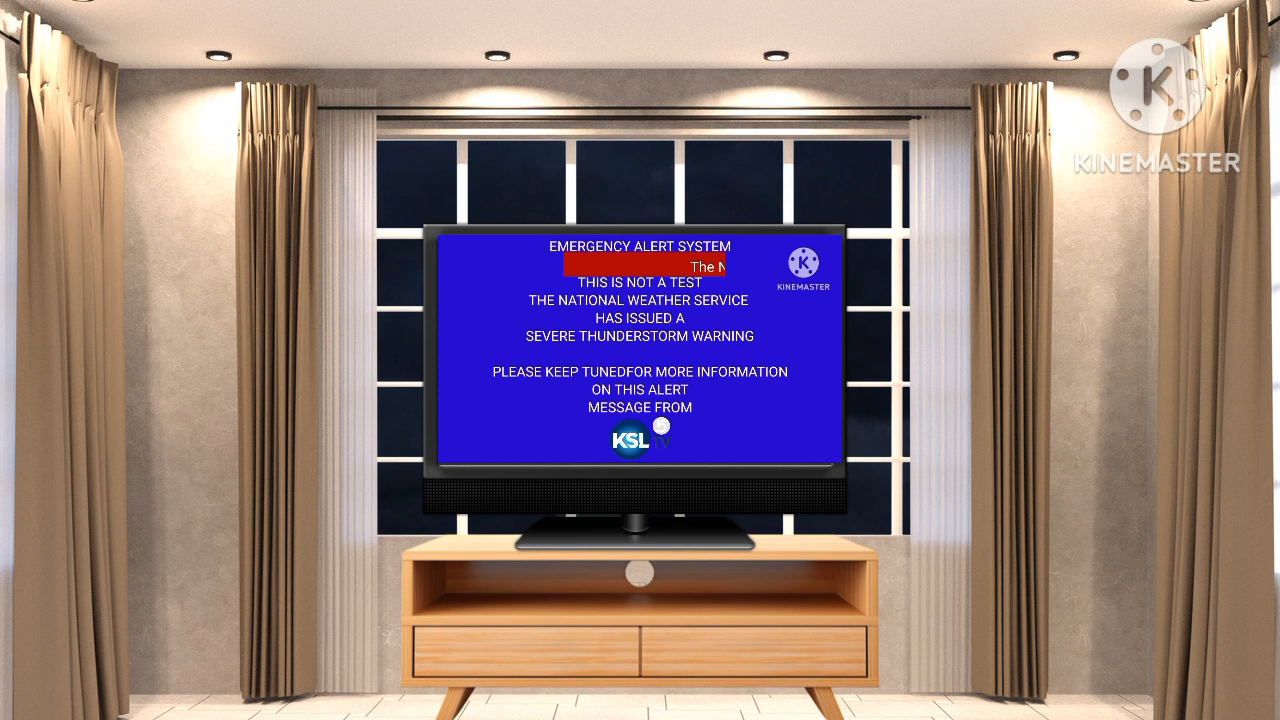 K
KINEMASTER
EMERGENCY ALERT SYSTEM
The N
K
KINEMASTER
THIS IS NOT A TEST
THE NATIONAL WEATHER SERVICE
HAS ISSUED A
SEVERE THUNDERSTORM WARNING
PLEASE KEEP TUNEDFOR MORE INFORMATION
ON THIS ALERT
MESSAGE FROM
KSL 5 TV